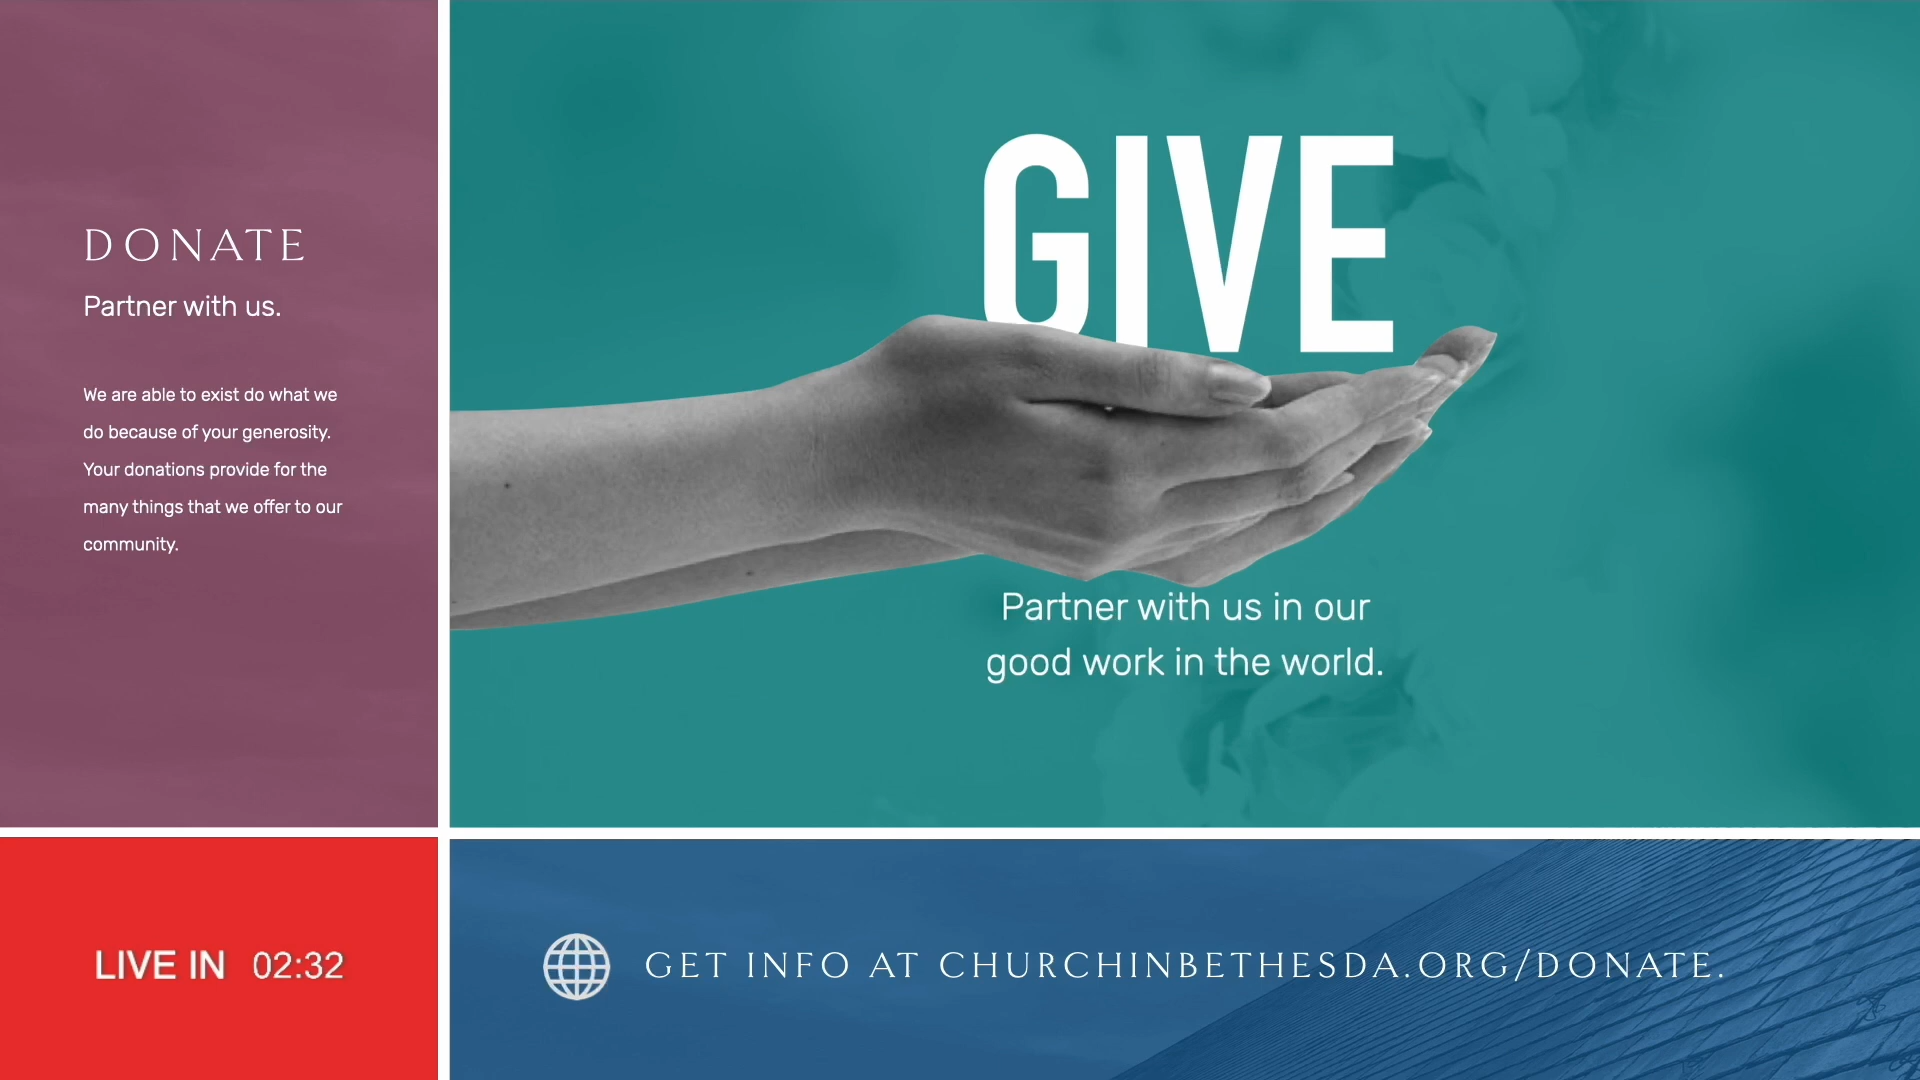 DONATE
Partner with us.
We are able to exist do what we
do because of your generosity.
Your donations provide for the
many things that we offer to our
community.
GIVE
Partner with us in our
good work in the world.
LIVE IN 02:32
GET INFO AT CHURCHINBETHESDA.ORG/DONATE.